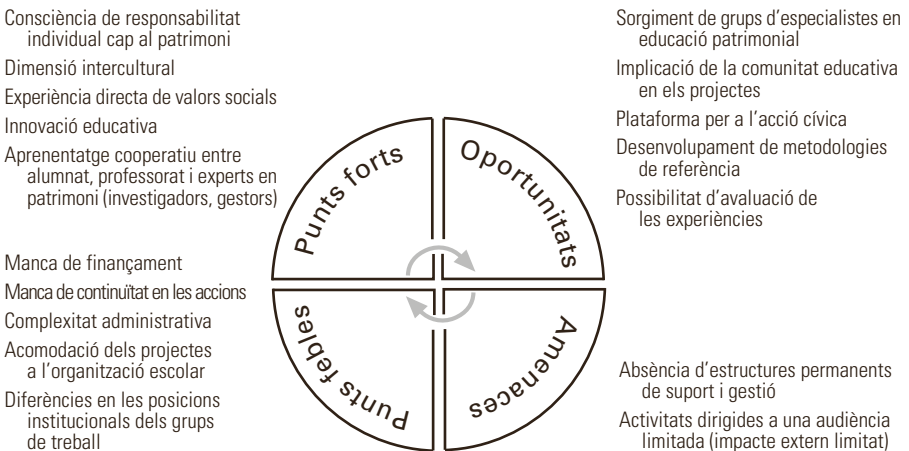 Consciència de responsabilitat
individual cap al patrimoni
Dimensió intercultural
Experiència directa de valors socials
Innovació educativa
Aprenentatge cooperatiu entre
alumnat, professorat i experts en
patrimoni (investigadors, gestors)
Punts forts
Oportunitats
Sorgiment de grups d'especialistes en
educació patrimonial
Implicació de la comunitat educativa
en els projectes
Plataforma per a l'acció cívica
Desenvolupament de metodologies
de referència
Possibilitat d'avaluació de
les experiències
Manca de finançament
Manca de continuïtat en les accions
Complexitat administrativa
Acomodació dels projectes
a l'organització escolar
Diferències en les posicions
institucionals dels grups
de treball
Punts febles
Amenaces
Absència d'estructures permanents
de suport i gestió
Activitats dirigides a una audiència
limitada (impacte extern limitat)